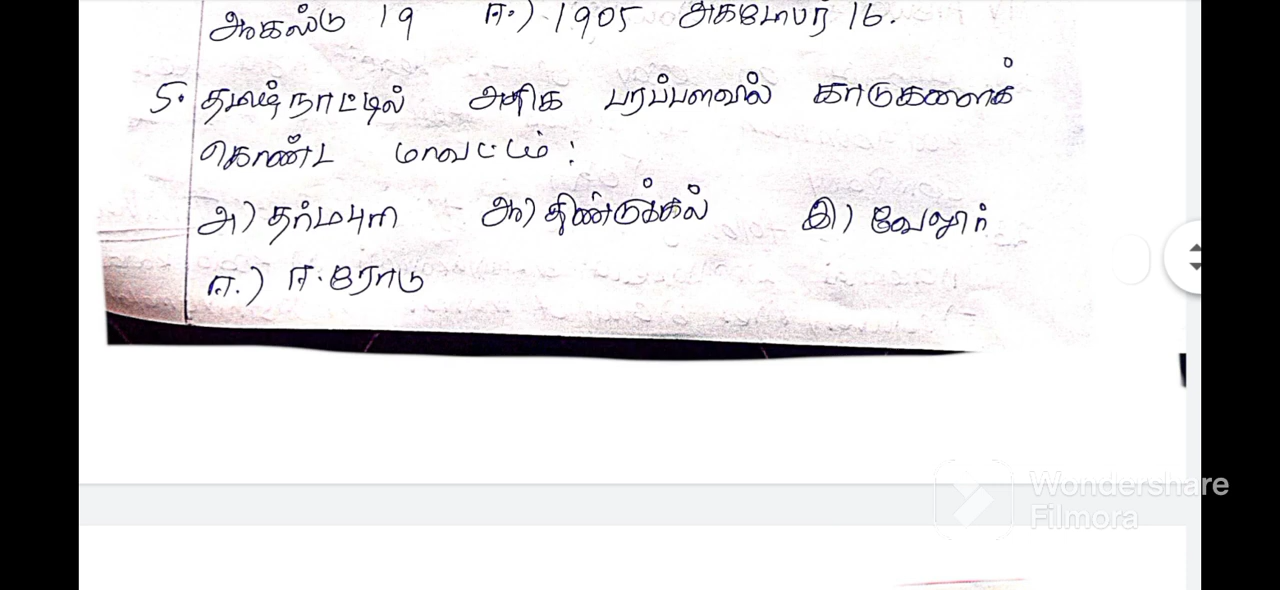 ஆகஸ்டு 19 ஈ.) 1905 அக்டோபர் 16.
5. தமிழ்நாட்டில் அதிக பரப்பளவில் காடுகளைக்
கொண்ட மாவட்டம் :
அ) தர்மபுரி ஆ) திண்டுக்கல் இ) வேலூர்
ஈ.) ஈ.ரோடு
Wondershare
Filmora